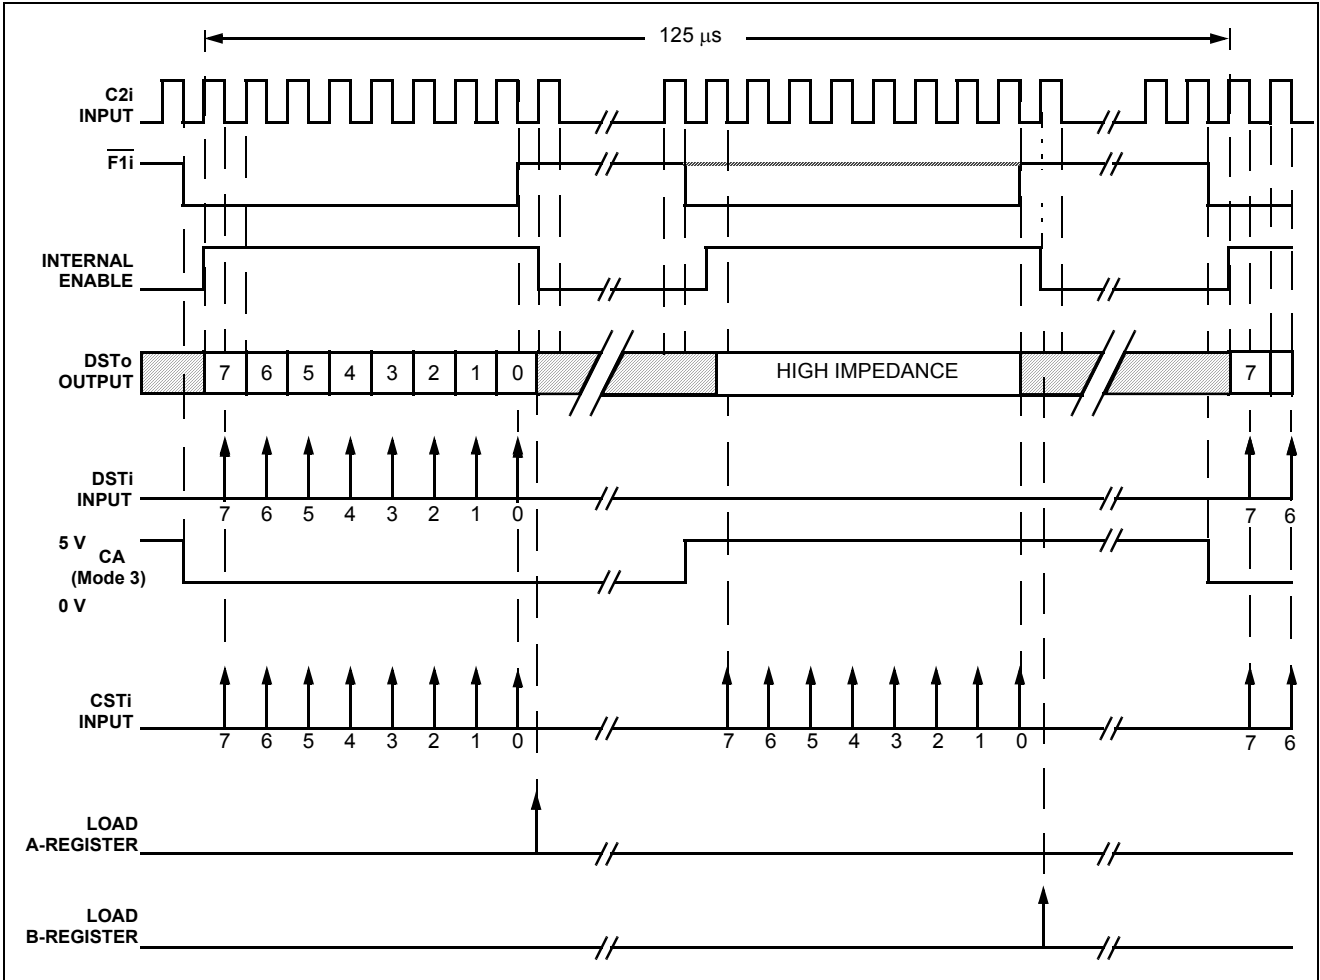 125 μs
C2i
INPUT
F1i
INTERNAL
ENABLE
DSTo
OUTPUT
7 6 5 4 3 2 1 0
HIGH IMPEDANCE
7
DSTi
INPUT
7 6 5 4 3 2 1 0
7 6
5 V
CA
(Mode 3)
0 V
CSTi
INPUT
7 6 5 4 3 2 1 0
7 6 5 4 3 2 1 0
7 6
LOAD
A-REGISTER
LOAD
B-REGISTER